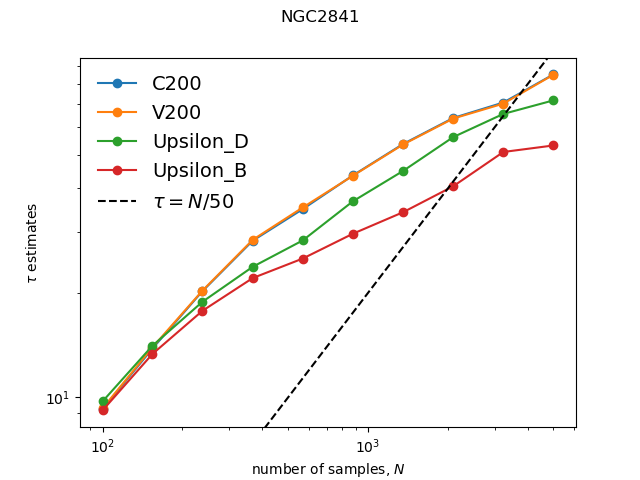 NGC2841
C200
V200
Upsilon_D
Upsilon_B
τ = N/50
τ estimates
10¹
10² 10³
number of samples, N